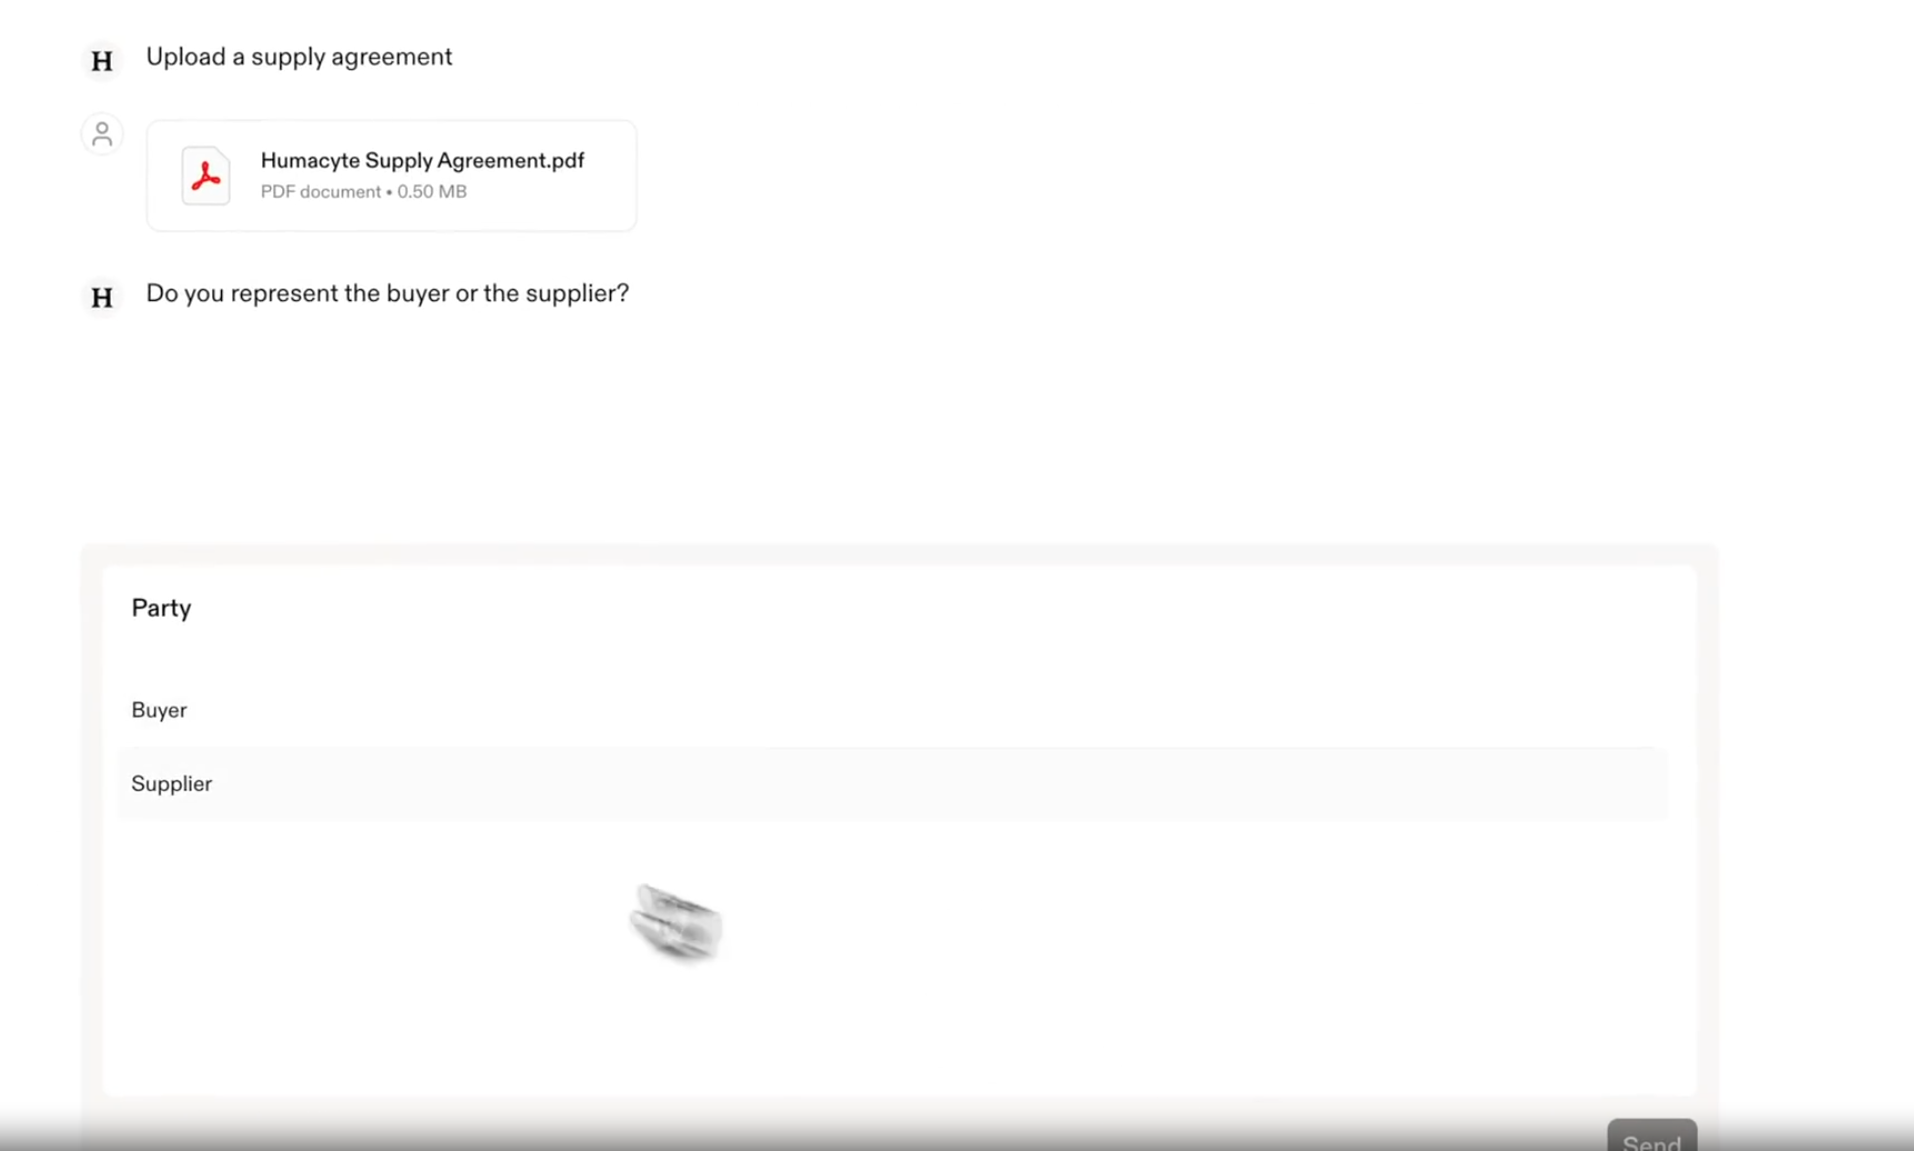 H Upload a supply agreement
Humacyte Supply Agreement.pdf
PDF document • 0.50 MB
H Do you represent the buyer or the supplier?
Party
Buyer
Supplier
Send